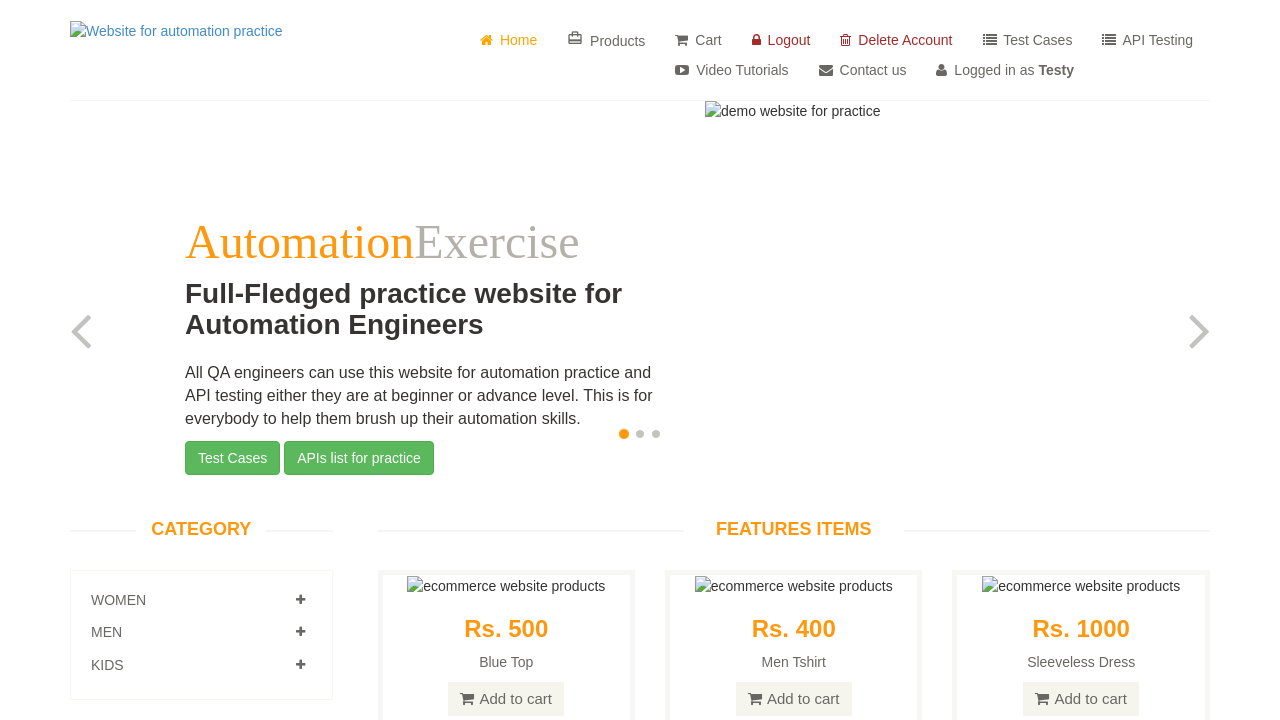 Website for automation practice
Home Products Cart Logout Delete Account Test Cases API Testing
Video Tutorials Contact us Logged in as Testy
demo website for practice
AutomationExercise
Full-Fledged practice website for
Automation Engineers
All QA engineers can use this website for automation practice and
API testing either they are at beginner or advance level. This is for
everybody to help them brush up their automation skills.
Test Cases APIs list for practice
CATEGORY
WOMEN
MEN
KIDS
FEATURES ITEMS
ecommerce website products
Rs. 500
Blue Top
Add to cart
ecommerce website products
Rs. 400
Men Tshirt
Add to cart
ecommerce website products
Rs. 1000
Sleeveless Dress
Add to cart